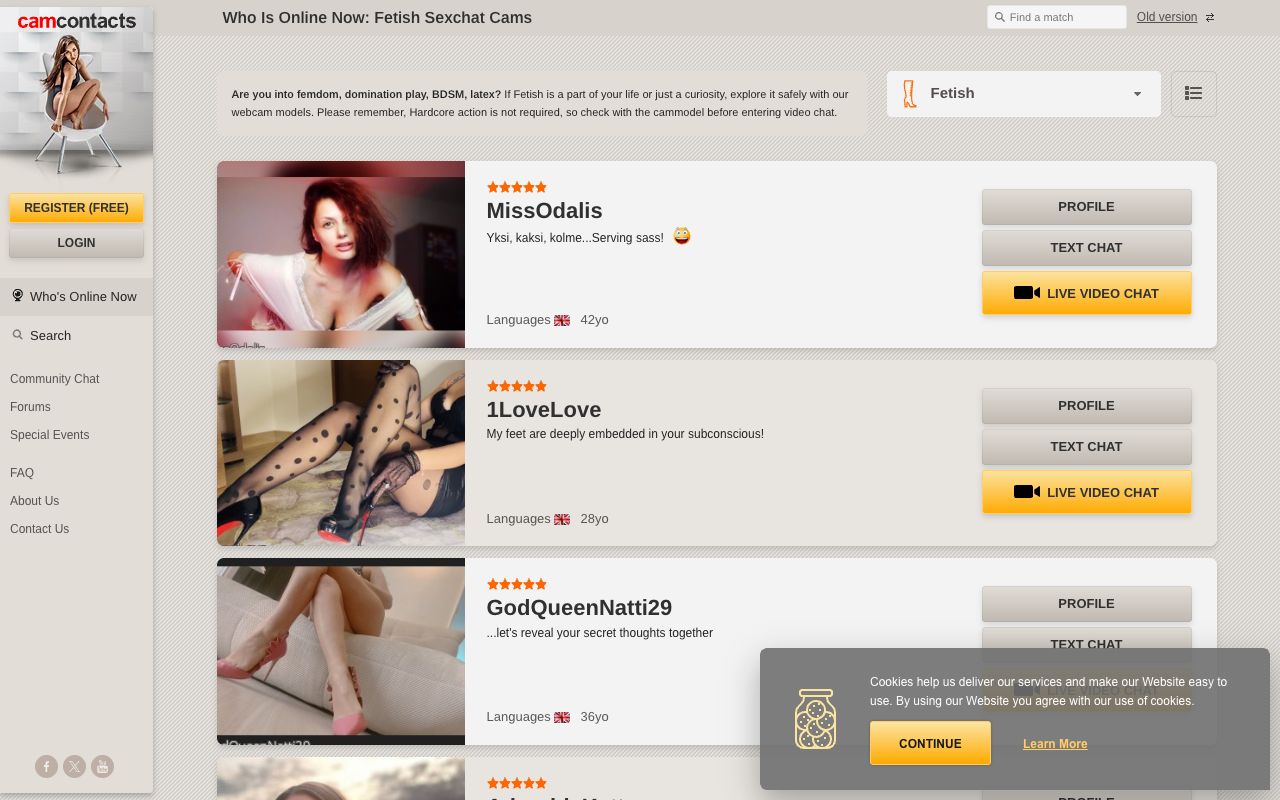 camcontacts
Who Is Online Now: Fetish Sexchat Cams
Find a match
Old version
Are you into femdom, domination play, BDSM, latex? If Fetish is a part of your life or just a curiosity, explore it safely with our
webcam models. Please remember, Hardcore action is not required, so check with the cammodel before entering video chat.
Fetish
REGISTER (FREE)
LOGIN
Who's Online Now
Search
Community Chat
Forums
Special Events
FAQ
About Us
Contact Us
MissOdalis
Yksi, kaksi, kolme...Serving sass!
Languages 42yo
PROFILE
TEXT CHAT
LIVE VIDEO CHAT
1LoveLove
My feet are deeply embedded in your subconscious!
Languages 28yo
PROFILE
TEXT CHAT
LIVE VIDEO CHAT
GodQueenNatti29
...let's reveal your secret thoughts together
Languages 36yo
PROFILE
TEXT CHAT
LIVE VIDEO CHAT
Cookies help us deliver our services and make our Website easy to
use. By using our Website you agree with our use of cookies.
CONTINUE
Learn More
PROFILE